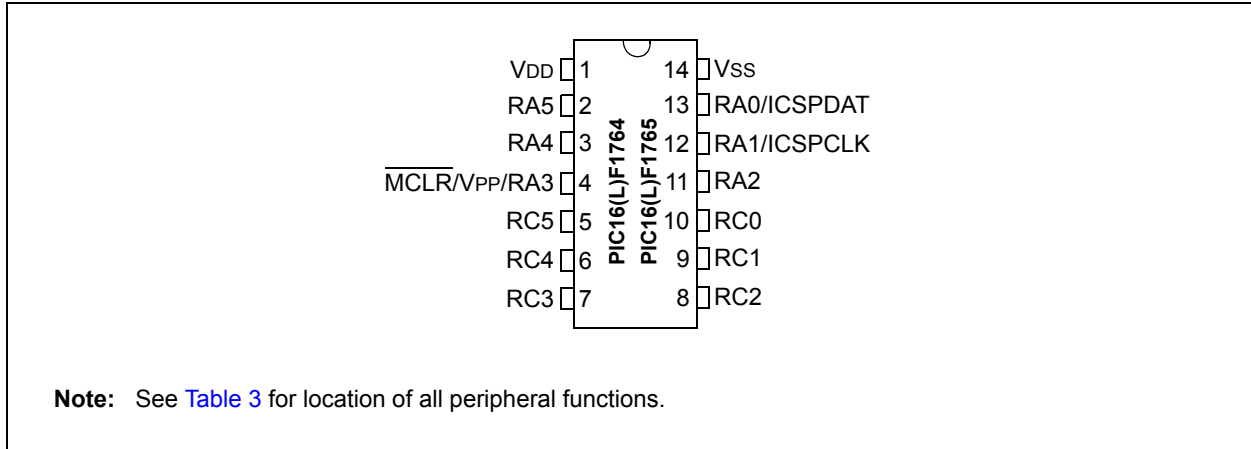 VDD 1 14 VSS
RA5 2 13 RA0/ICSPDAT
RA4 3 12 RA1/ICSPCLK
MCLR/VPP/RA3 4 11 RA2
RC5 5 10 RC0
RC4 6 9 RC1
RC3 7 8 RC2
PIC16(L)F1764
PIC16(L)F1765
Note: See Table 3 for location of all peripheral functions.